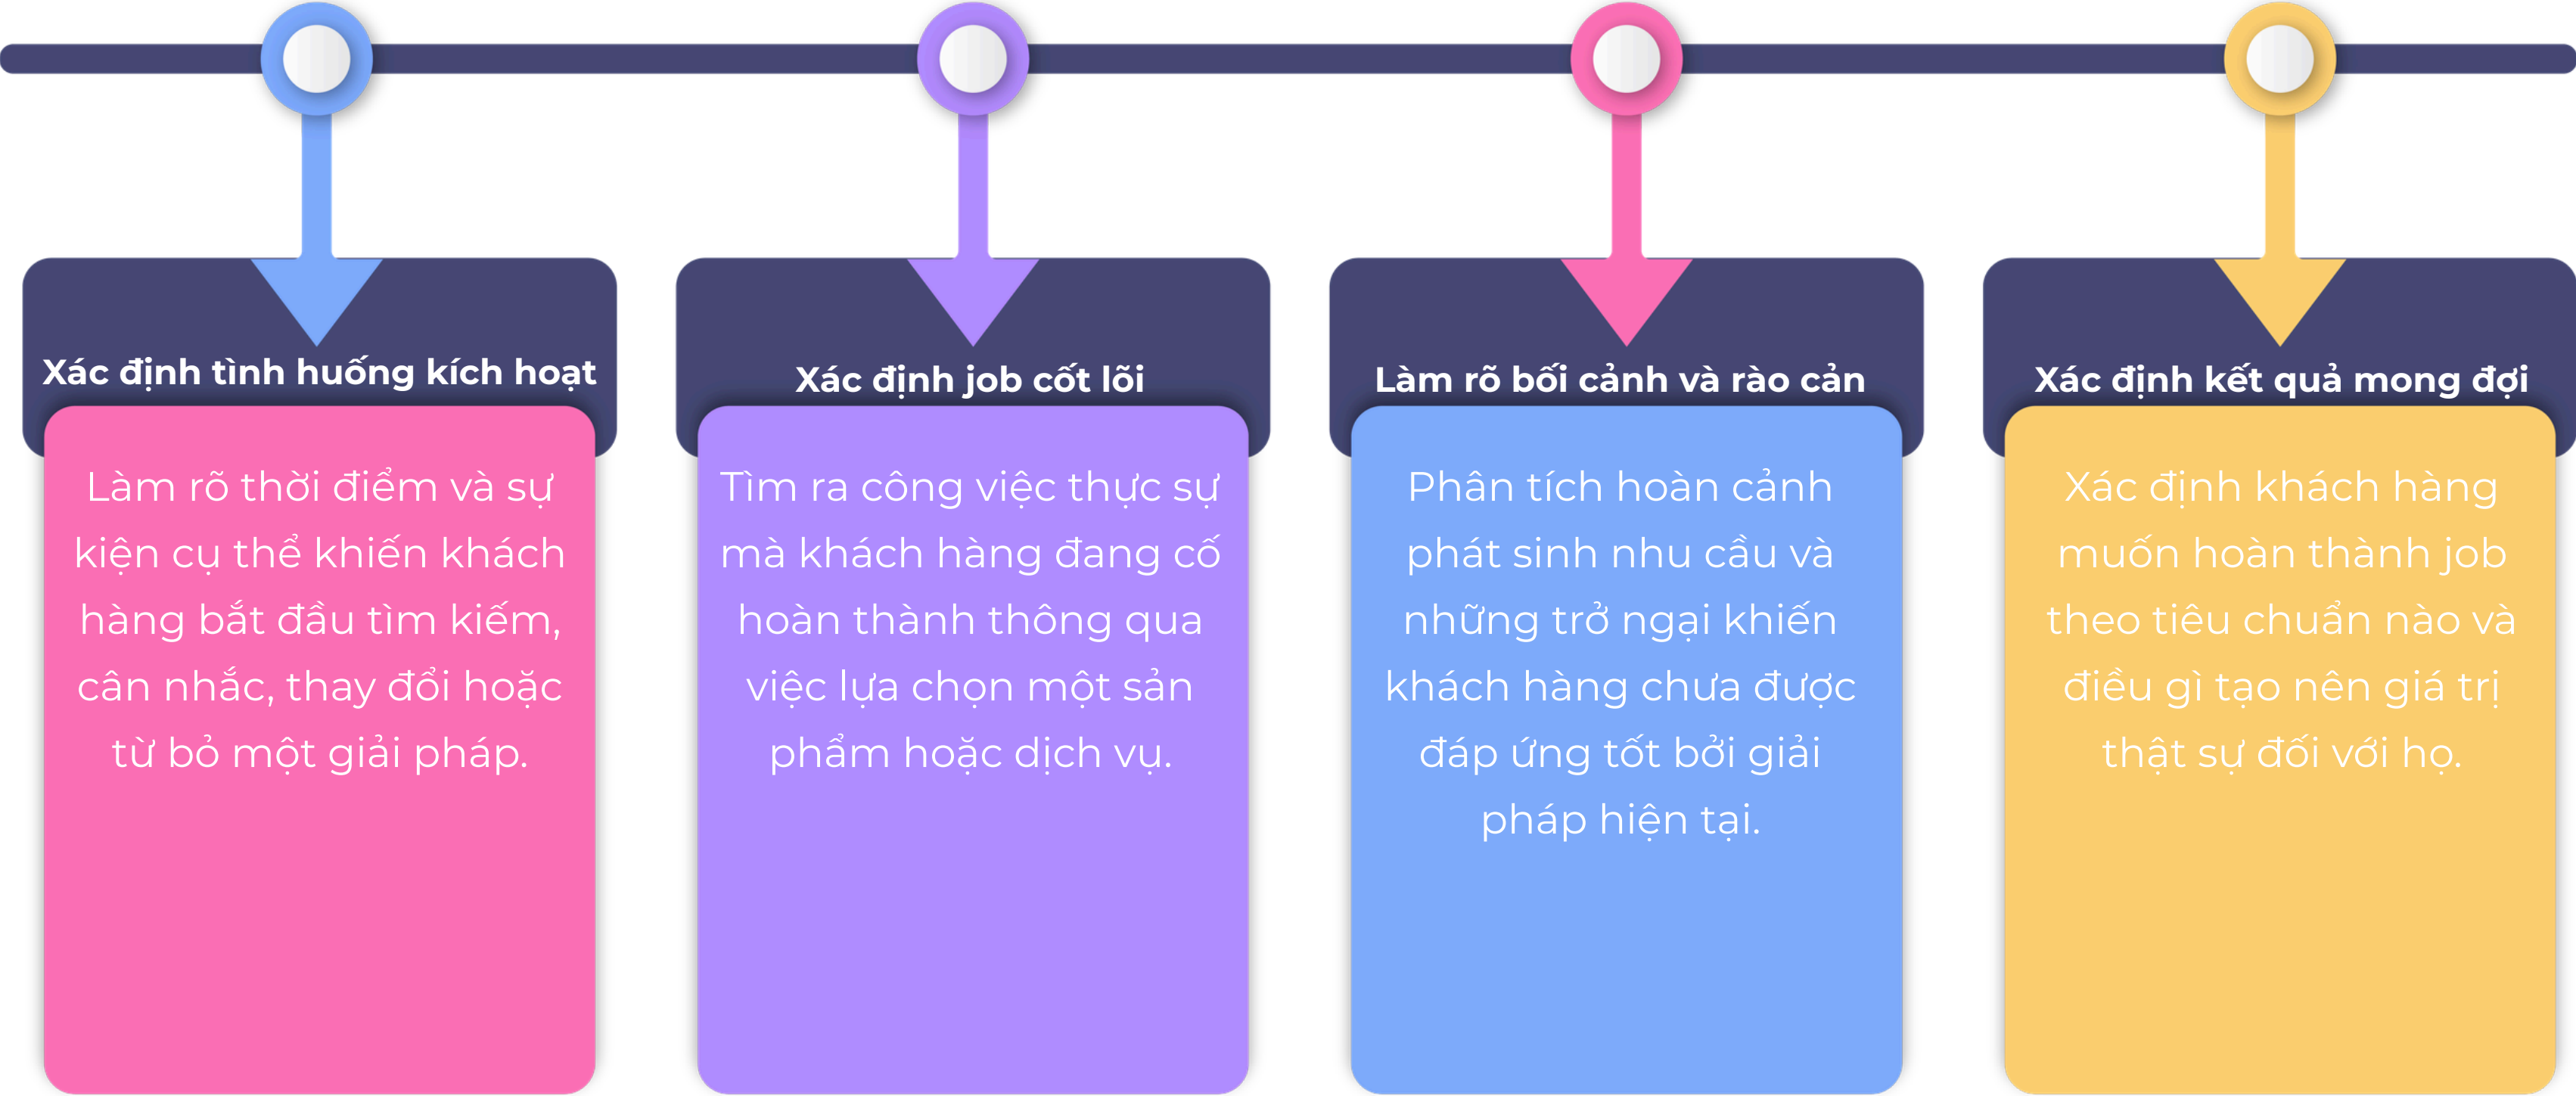 Xác định tình huống kích hoạt
Làm rõ thời điểm và sự
kiện cụ thể khiến khách
hàng bắt đầu tìm kiếm,
cân nhắc, thay đổi hoặc
từ bỏ một giải pháp.
Xác định job cốt lõi
Tìm ra công việc thực sự
mà khách hàng đang cố
hoàn thành thông qua
việc lựa chọn một sản
phẩm hoặc dịch vụ.
Làm rõ bối cảnh và rào cản
Phân tích hoàn cảnh
phát sinh nhu cầu và
những trở ngại khiến
khách hàng chưa được
đáp ứng tốt bởi giải
pháp hiện tại.
Xác định kết quả mong đợi
Xác định khách hàng
muốn hoàn thành job
theo tiêu chuẩn nào và
điều gì tạo nên giá trị
thật sự đối với họ.